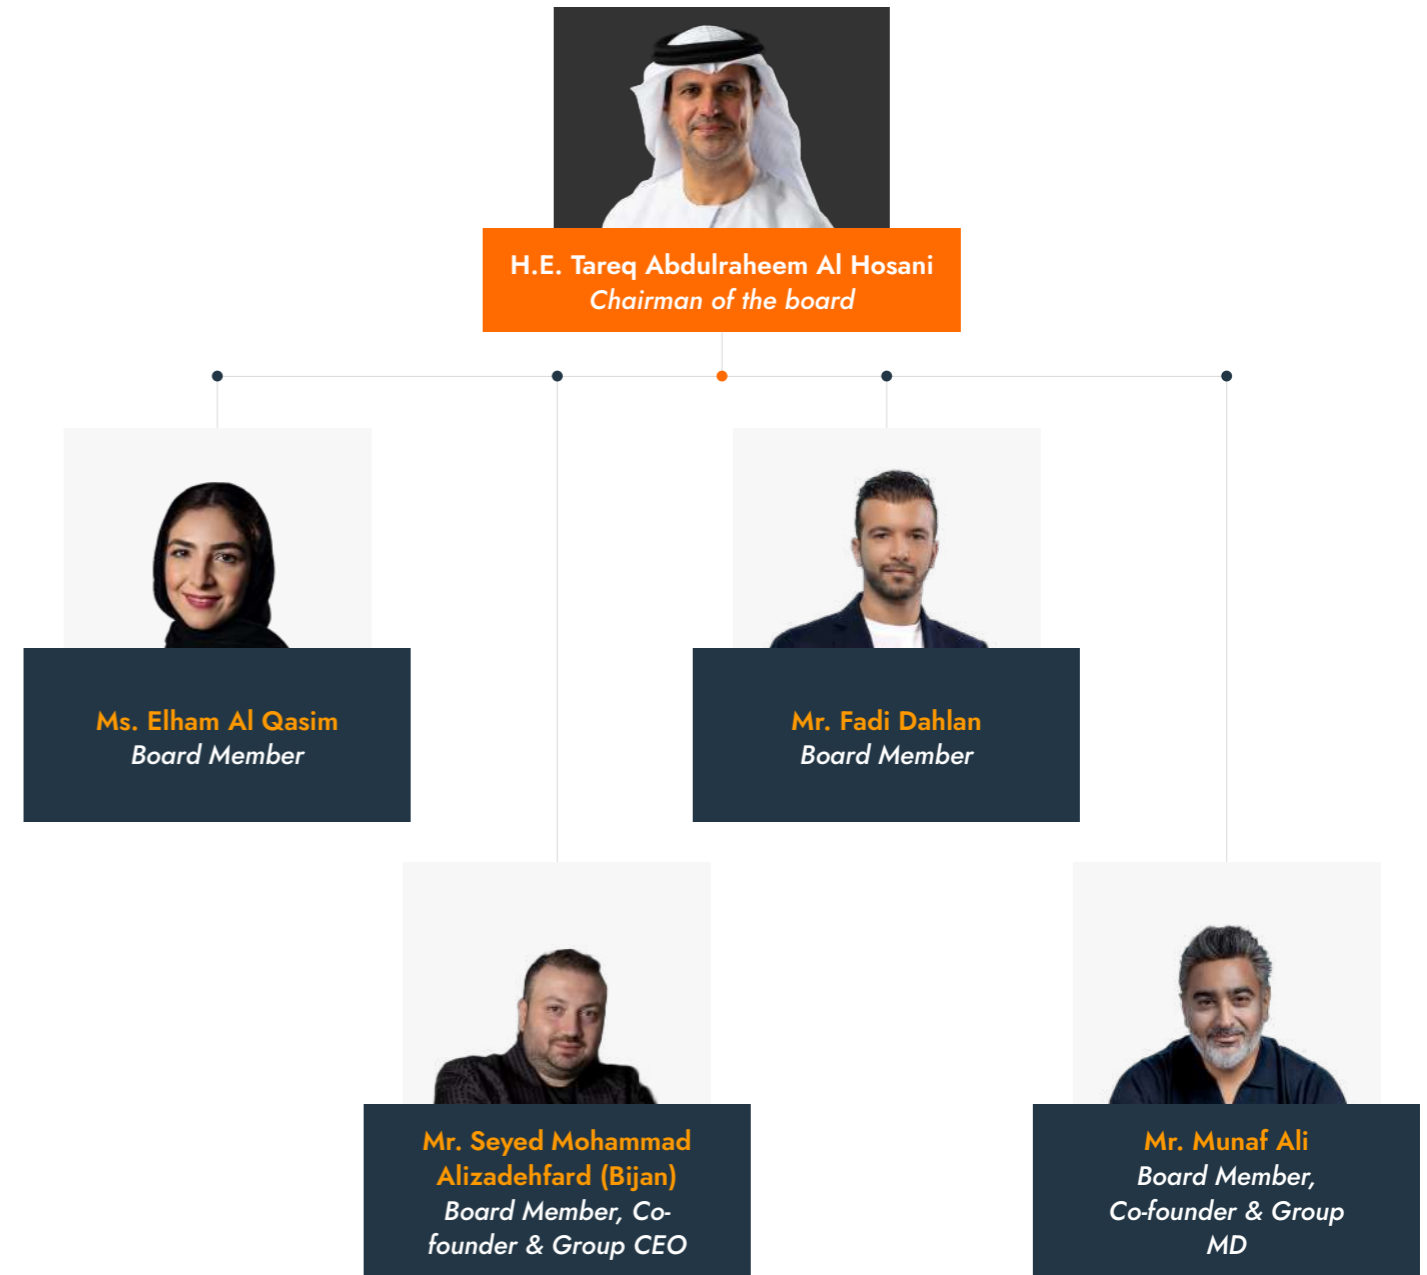 H.E. Tareq Abdulraheem Al Hosani
Chairman of the board
Ms. Elham Al Qasim
Board Member
Mr. Fadi Dahlan
Board Member
Mr. Seyed Mohammad
Alizadehfard (Bijan)
Board Member, Co-
founder & Group CEO
Mr. Munaf Ali
Board Member,
Co-founder & Group
MD